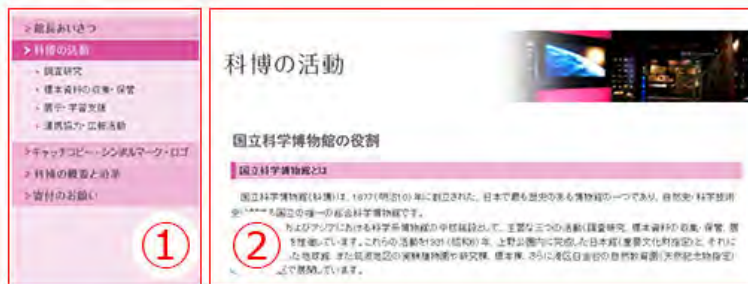 館長あいさつ
科博の活動
調査研究
標本資料の収集・保管
展示・学習支援
連携協力・広報活動
キャッチコピー・シンボルマーク・ロゴ
科博の概要と沿革
寄付のお願い
①
科博の活動
国立科学博物館の役割
国立科学博物館とは
国立科学博物館(科博)は、1877(明治10)年に創立された、日本で最も歴史のある博物館の一つであり、自然史・科学技術
国立の唯一の総合科学博物館です。
およびアジアにおける科学系博物館の中核施設として、主要な三つの活動(調査研究、標本資料の収集・保管、展
を推進しています。これらの活動を1931(昭和6)年、上野公園内に完成した日本館(重要文化財指定)と、それに
た地球館、また筑波地区の実験植物園や研究棟、標本棟、さらに港区白金台の自然教育園(天然記念物指定)
区で展開しています。
②